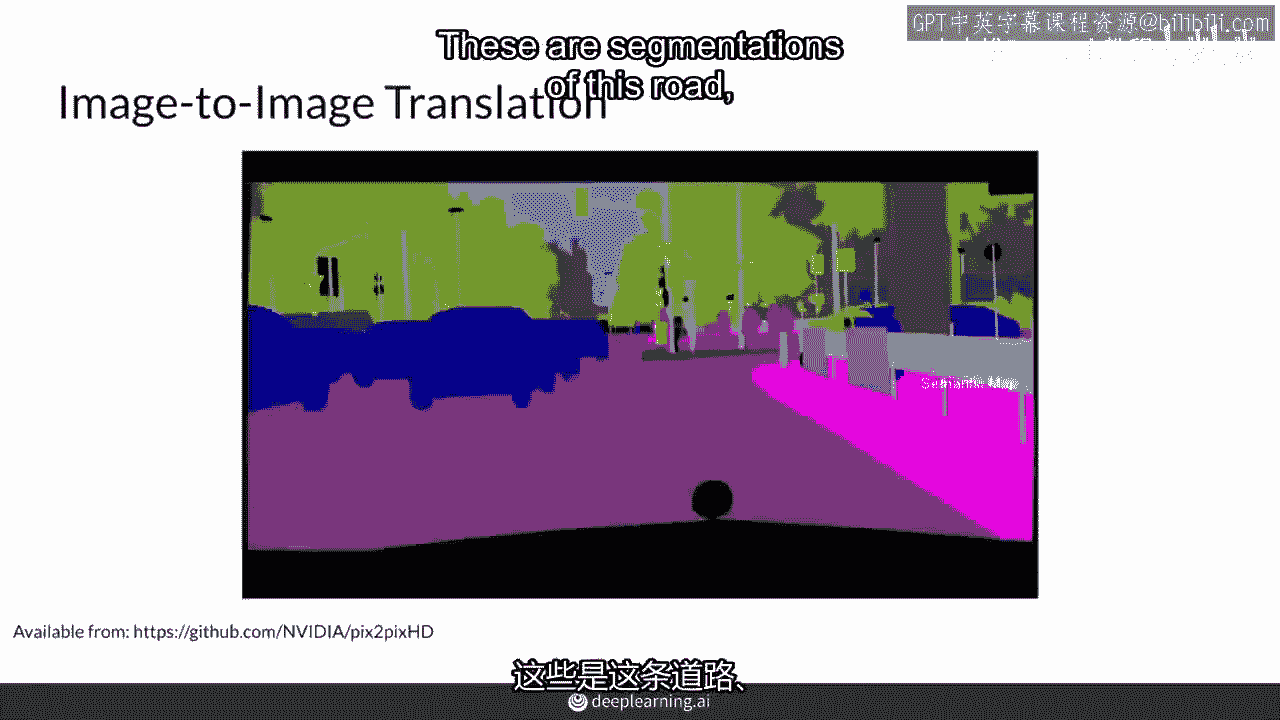 GPT中英字幕课程资源@bilibili.com
These are segmentations
of this road,
Image-to-Image Translation
Semantic Map
Available from: https://github.com/NVIDIA/pix2pixHD
这些是这条道路、
deeplearning.ai